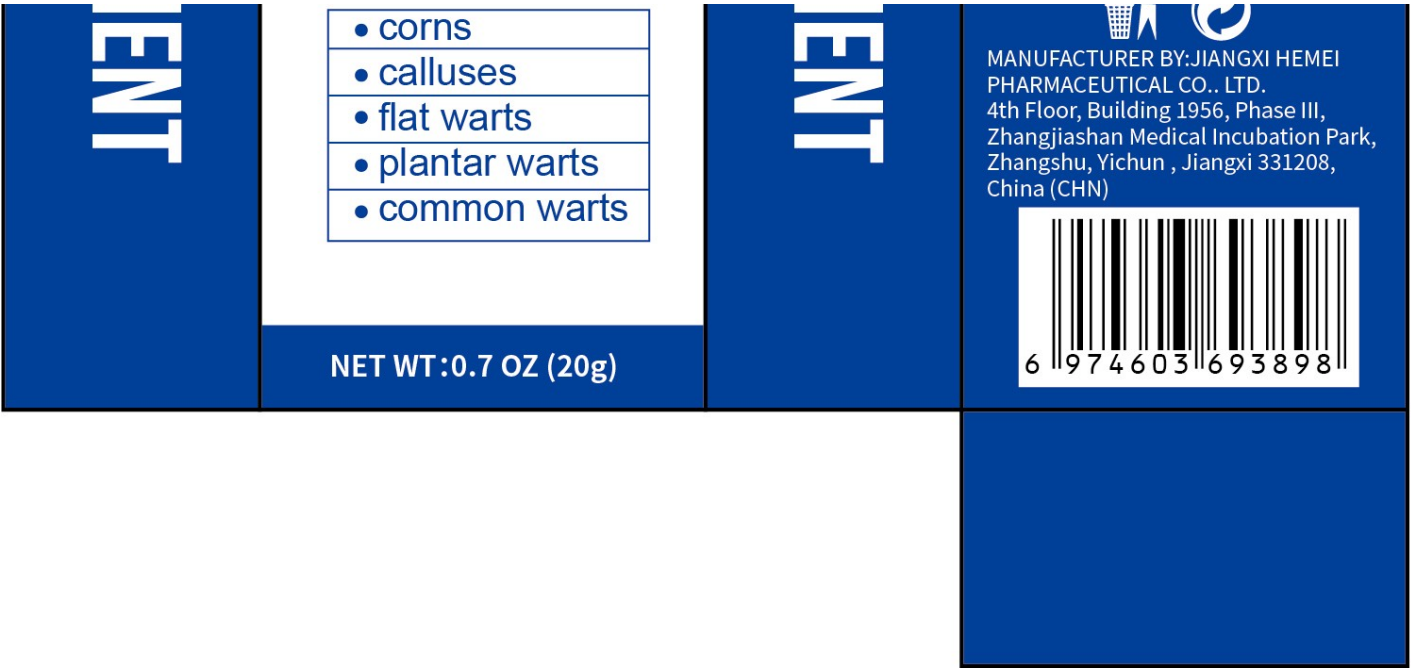 • corns
• calluses
• flat warts
• plantar warts
• common warts
NET WT:0.7 OZ (20g)
MANUFACTURER BY:JIANGXI HEMEI
PHARMACEUTICAL CO.. LTD.
4th Floor, Building 1956, Phase III,
Zhangjiashan Medical Incubation Park,
Zhangshu, Yichun , Jiangxi 331208,
China (CHN)
6 974603 693898